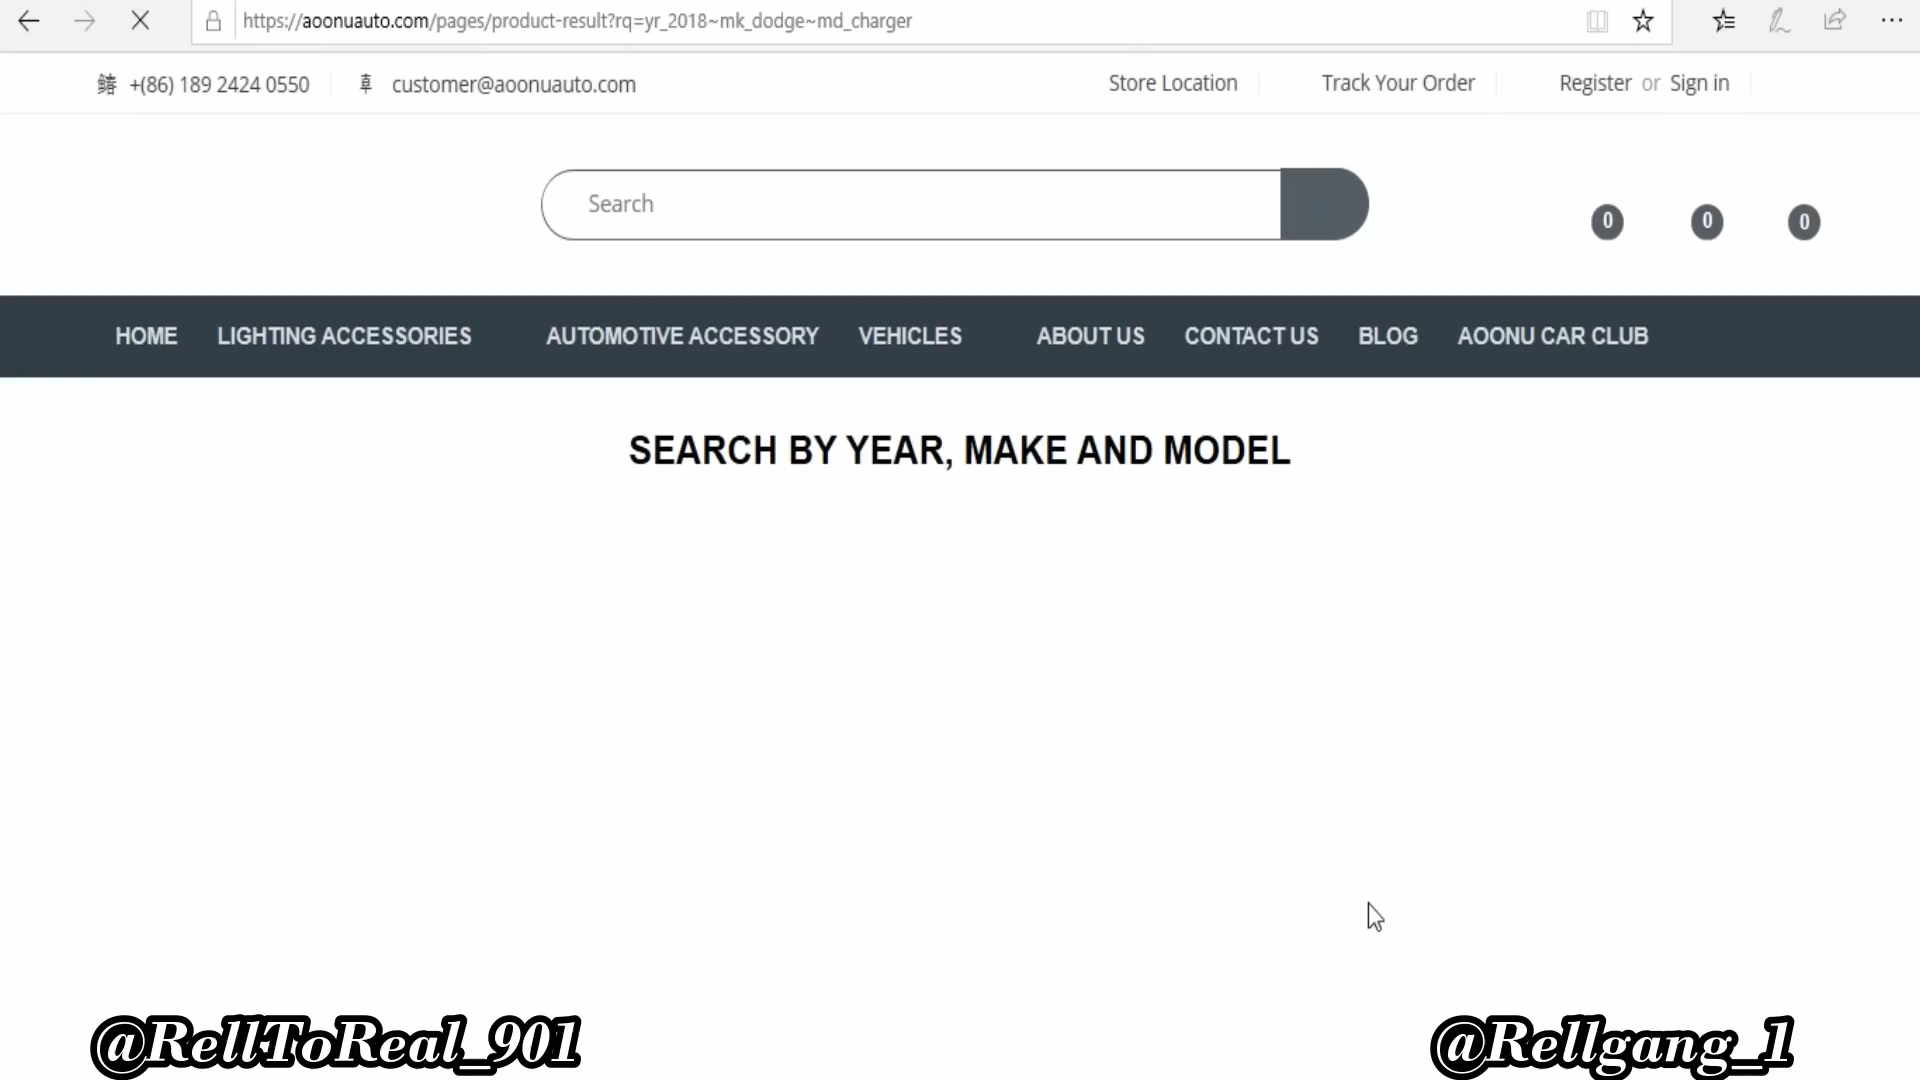 https://aoonuauto.com/pages/product-result?rq=yr_2018~mk_dodge~md_charger
+(86) 189 2424 0550 customer@aoonuauto.com Store Location Track Your Order Register or Sign in
Search
0 0 0
HOME LIGHTING ACCESSORIES AUTOMOTIVE ACCESSORY VEHICLES ABOUT US CONTACT US BLOG AOONU CAR CLUB
SEARCH BY YEAR, MAKE AND MODEL
@RellToReal_901 @Rellgang_1